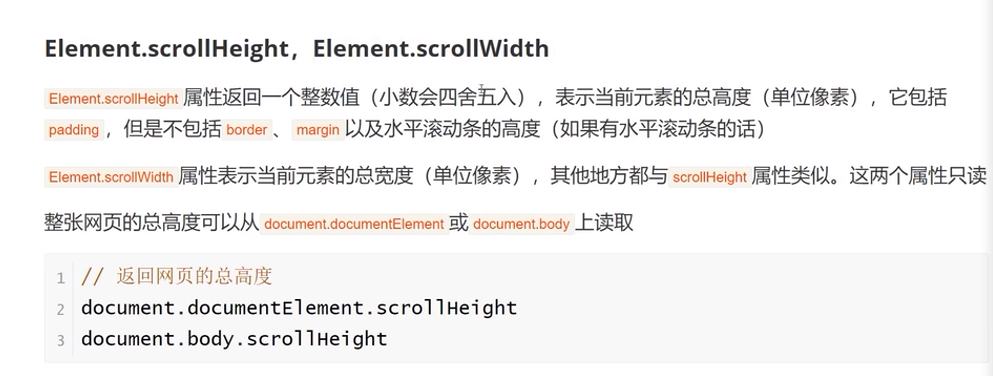 Element.scrollHeight，Element.scrollWidth
Element.scrollHeight 属性返回一个整数值（小数会四舍五入），表示当前元素的总高度（单位像素），它包括
padding ，但是不包括 border 、 margin 以及水平滚动条的高度（如果有水平滚动条的话）
Element.scrollWidth 属性表示当前元素的总宽度（单位像素），其他地方都与 scrollHeight 属性类似。这两个属性只读
整张网页的总高度可以从 document.documentElement 或 document.body 上读取
1 // 返回网页的总高度
2 document.documentElement.scrollHeight
3 document.body.scrollHeight